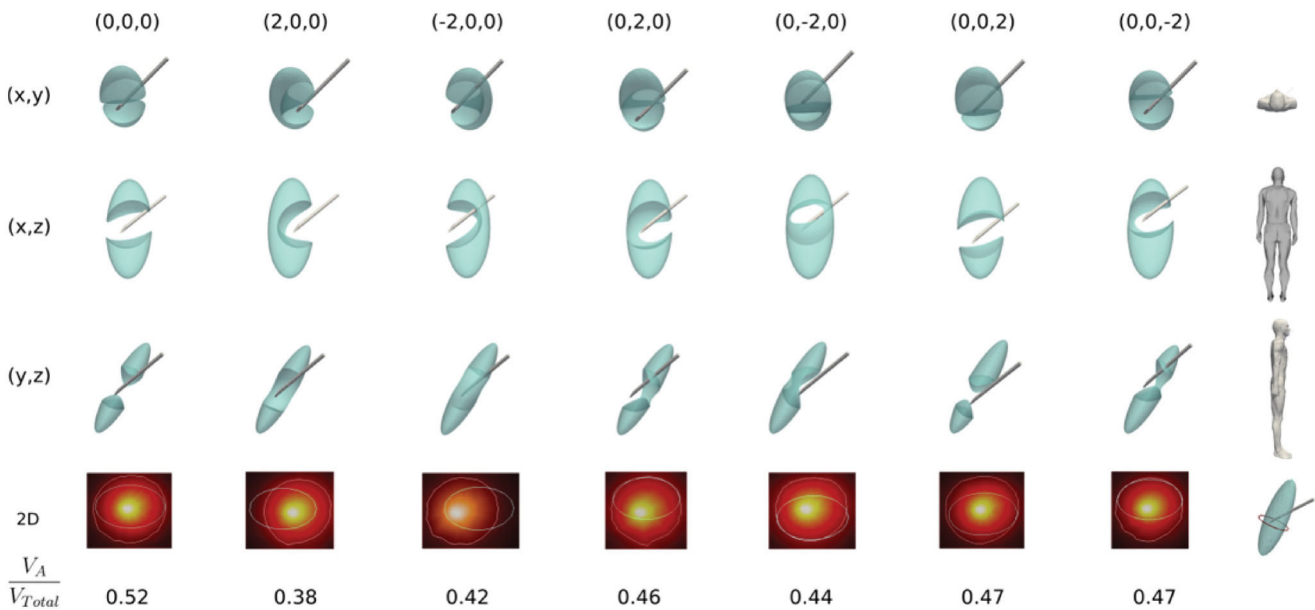 (0,0,0) (2,0,0) (-2,0,0) (0,2,0) (0,-2,0) (0,0,2) (0,0,-2)
(x,y)
(x,z)
(y,z)
2D
V_A
V_Total 0.52 0.38 0.42 0.46 0.44 0.47 0.47